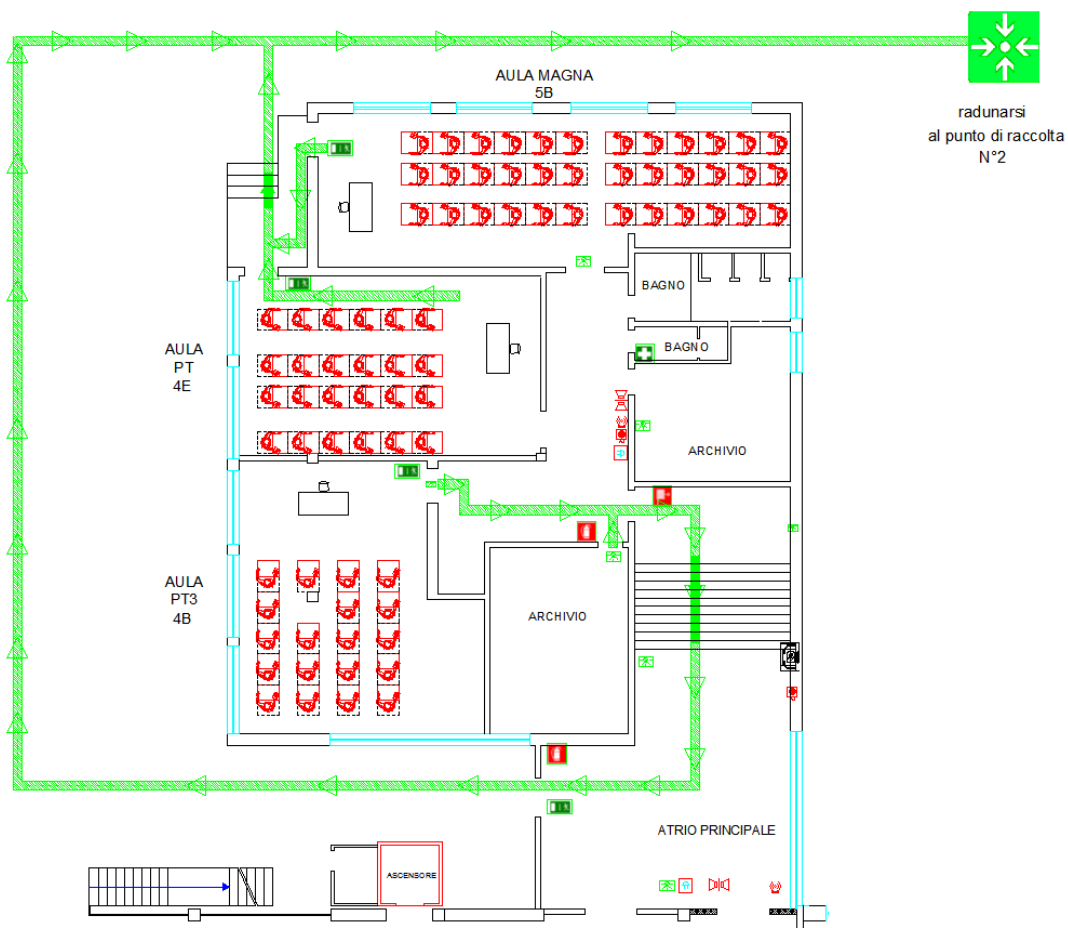 AULA MAGNA
5B
radunarsi
al punto di raccolta
N°2
BAGNO
BAGNO
AULA
PT
4E
ARCHIVIO
AULA
PT3
4B
ARCHIVIO
ATRIO PRINCIPALE
ASCENSORE